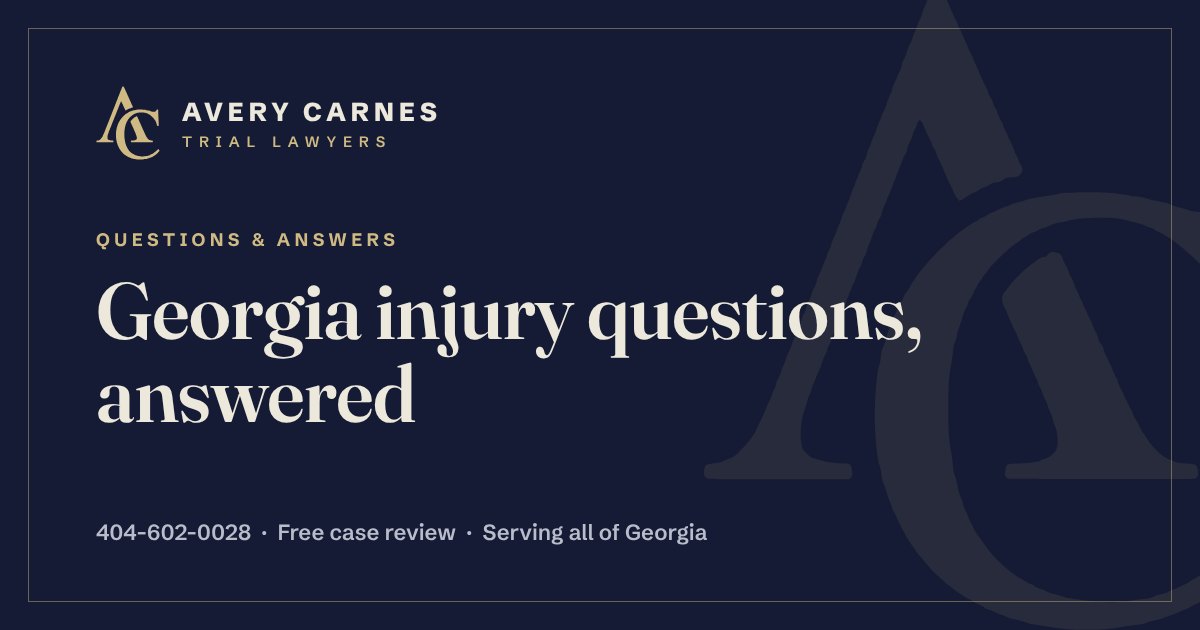 AC
AVERY CARNES
TRIAL LAWYERS
QUESTIONS & ANSWERS
Georgia injury questions,
answered
404-602-0028 · Free case review · Serving all of Georgia